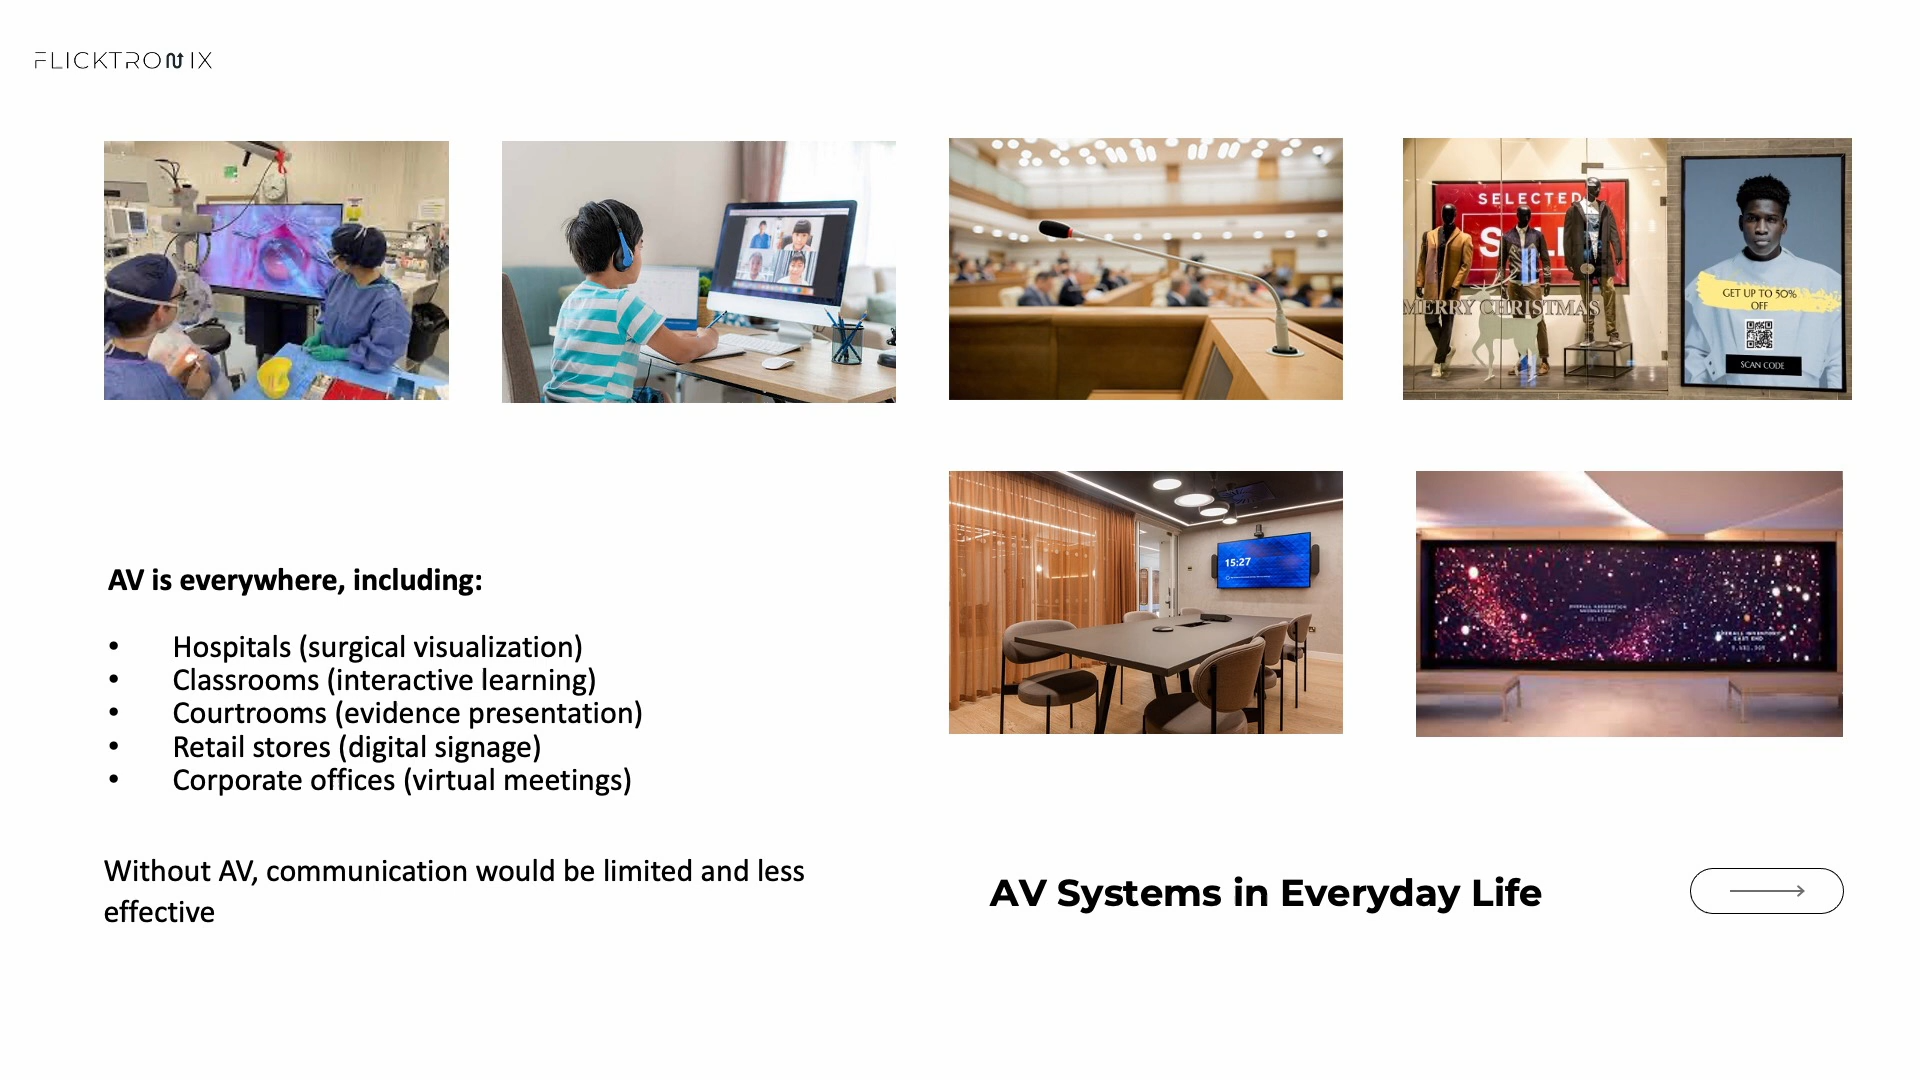 FLICKTRONIX
SELECTED
MERRY CHRISTMAS
GET UP TO 50%
OFF
SCAN CODE
15:27
AV is everywhere, including:
• Hospitals (surgical visualization)
• Classrooms (interactive learning)
• Courtrooms (evidence presentation)
• Retail stores (digital signage)
• Corporate offices (virtual meetings)
Without AV, communication would be limited and less
effective
AV Systems in Everyday Life